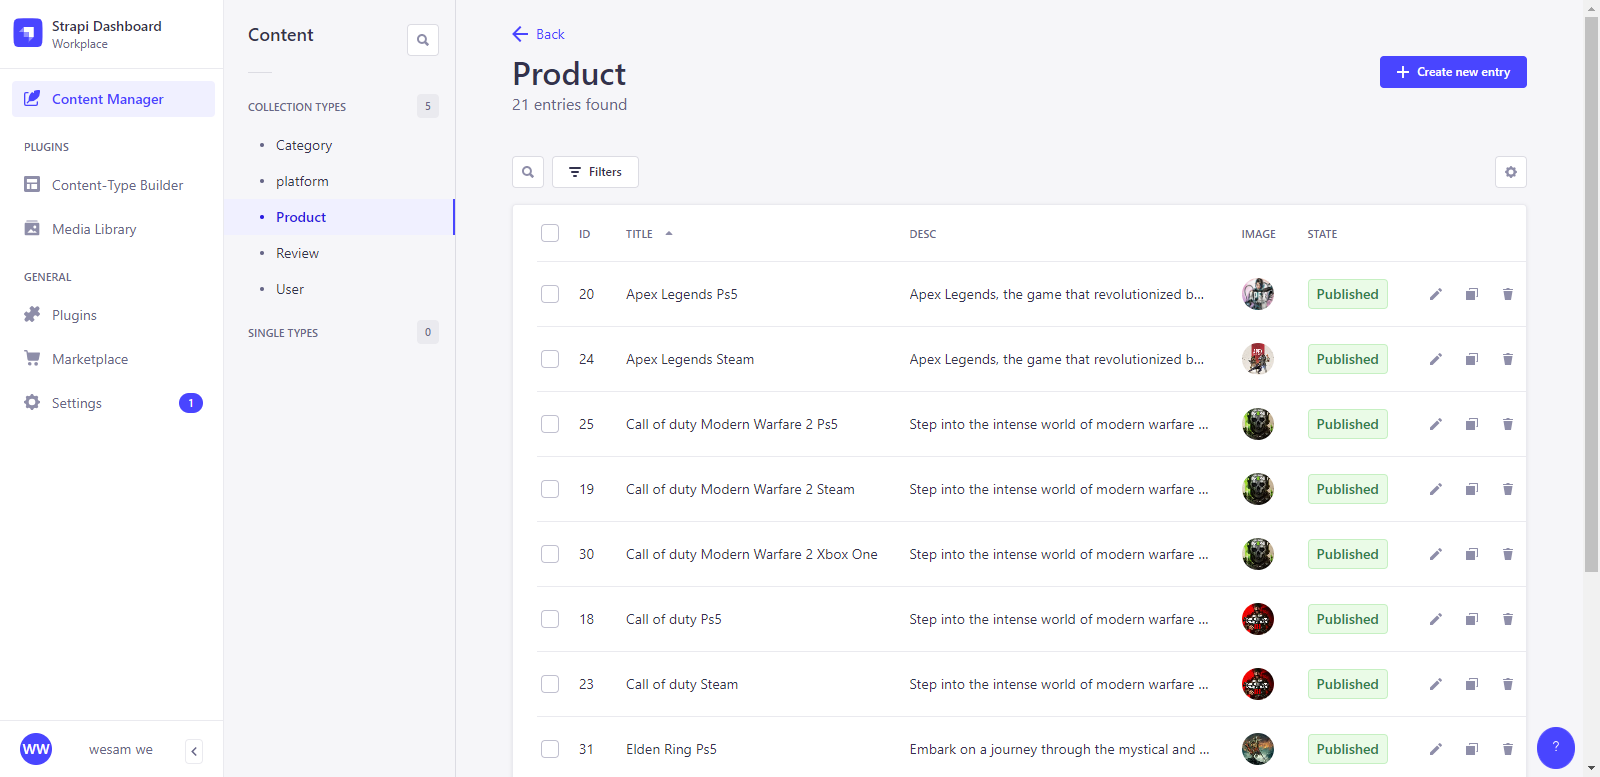 Strapi Dashboard
Workplace
Content Manager
PLUGINS
Content-Type Builder
Media Library
GENERAL
Plugins
Marketplace
Settings
1
WW
wesam we
Content
COLLECTION TYPES
5
Category
platform
Product
Review
User
SINGLE TYPES
0
Back
Product
21 entries found
Create new entry
Filters
ID TITLE DESC IMAGE STATE
20 Apex Legends Ps5 Apex Legends, the game that revolutionized b... Published
24 Apex Legends Steam Apex Legends, the game that revolutionized b... Published
25 Call of duty Modern Warfare 2 Ps5 Step into the intense world of modern warfare ... Published
19 Call of duty Modern Warfare 2 Steam Step into the intense world of modern warfare ... Published
30 Call of duty Modern Warfare 2 Xbox One Step into the intense world of modern warfare ... Published
18 Call of duty Ps5 Step into the intense world of modern warfare ... Published
23 Call of duty Steam Step into the intense world of modern warfare ... Published
31 Elden Ring Ps5 Embark on a journey through the mystical and ... Published
?